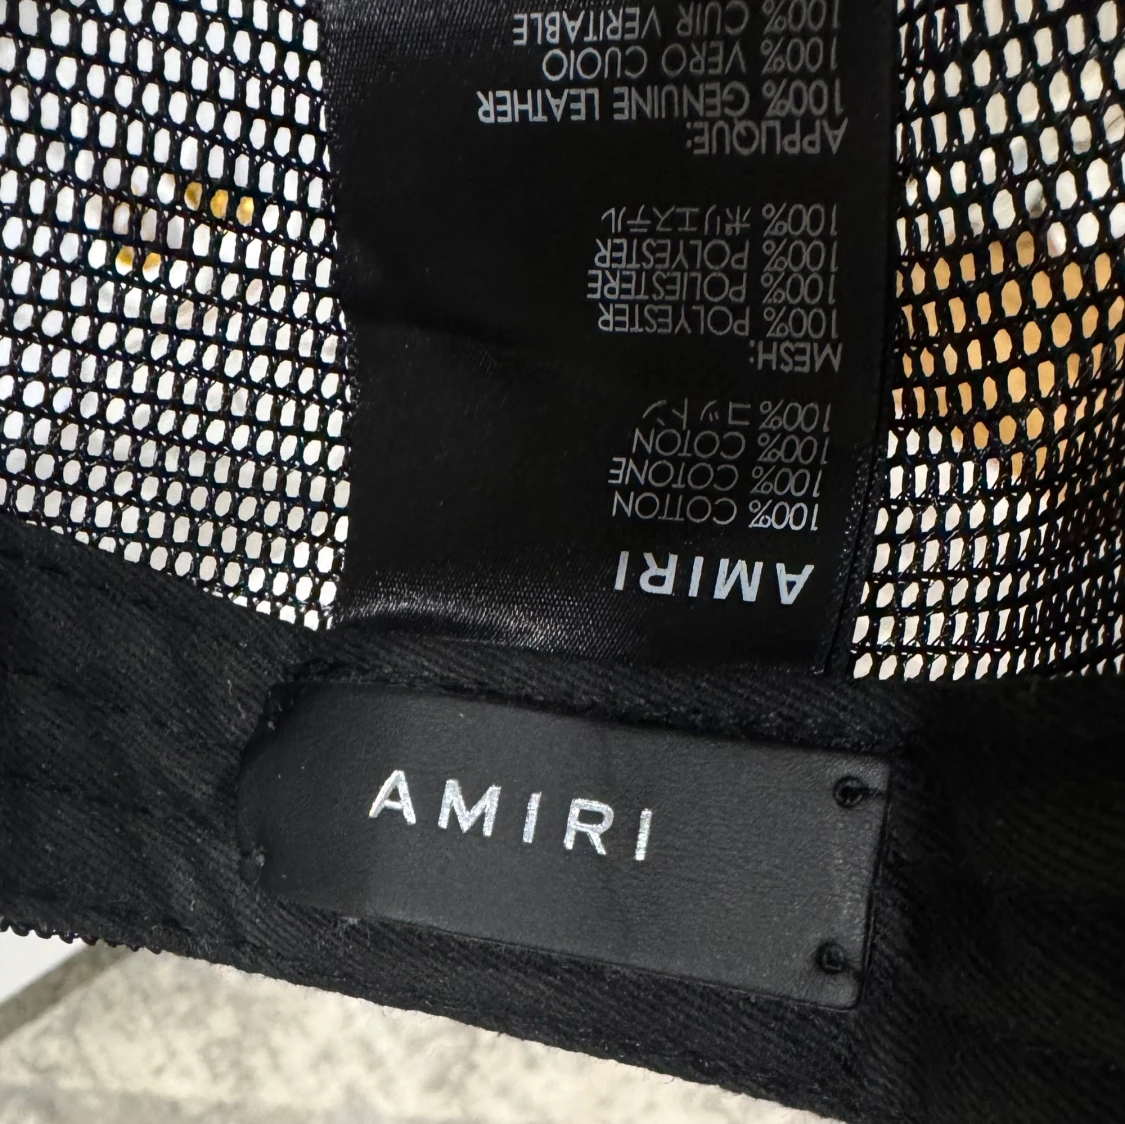 AMIRI
100% COTTON
100% COTONE
100% COTON
100% コットン
MESH:
100% POLYESTER
100% POLIESTERE
100% POLYESTER
100% ポリエステル
APPLIQUE:
100% GENUINE LEATHER
100% VERO CUOIO
100% CUIR VERITABLE
AMIRI